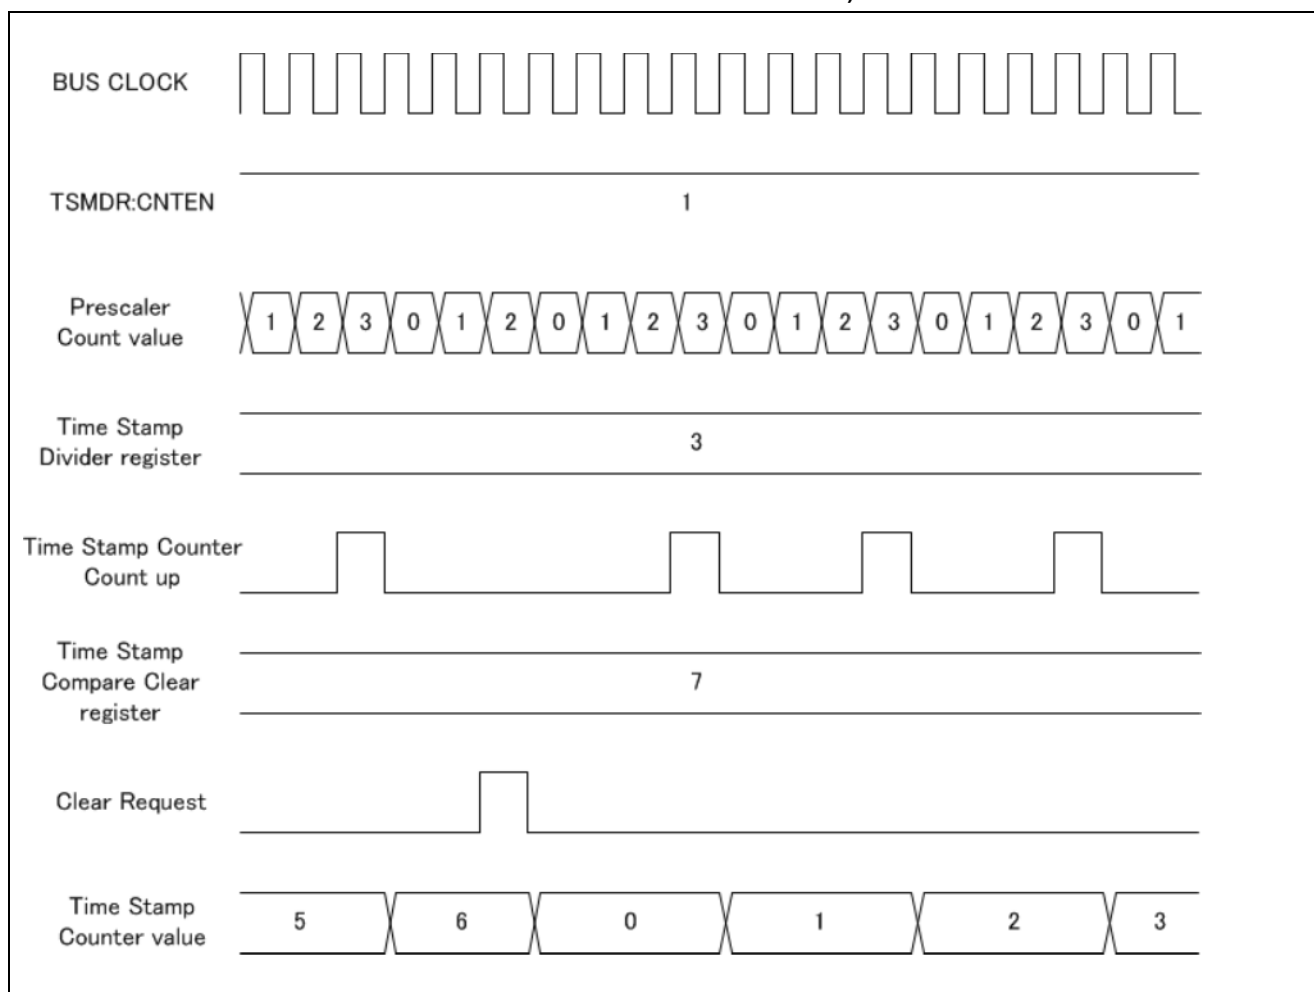 BUS CLOCK
TSMDR:CNTEN
1
Prescaler
Count value
1 2 3 0 1 2 0 1 2 3 0 1 2 3 0 1 2 3 0 1
Time Stamp
Divider register
3
Time Stamp Counter
Count up
Time Stamp
Compare Clear
register
7
Clear Request
Time Stamp
Counter value
5 6 0 1 2 3